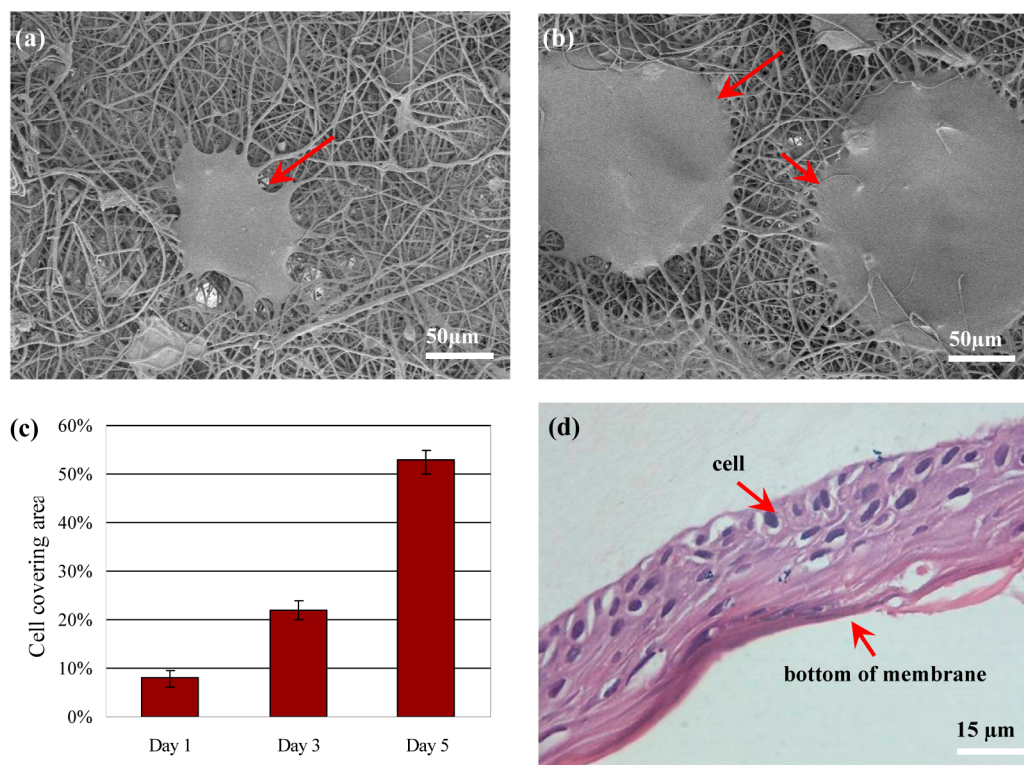 (a)
50μm
(b)
50μm
(c)
60%
50%
40%
30%
20%
10%
0%
Cell covering area
Day 1
Day 3
Day 5
(d)
cell
bottom of membrane
15 μm